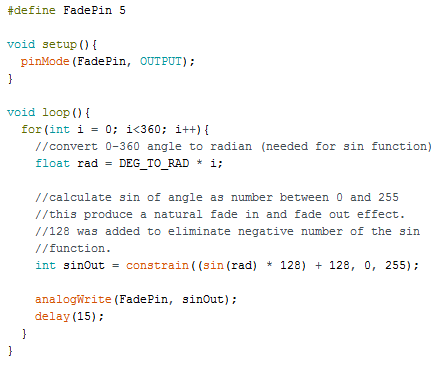 #define FadePin 5

void setup(){
  pinMode(FadePin, OUTPUT);
}

void loop(){
  for(int i = 0; i<360; i++){
    //convert 0-360 angle to radian (needed for sin function)
    float rad = DEG_TO_RAD * i;

    //calculate sin of angle as number between 0 and 255
    //this produce a natural fade in and fade out effect.
    //128 was added to eliminate negative number of the sin
    //function.
    int sinOut = constrain((sin(rad) * 128) + 128, 0, 255);

    analogWrite(FadePin, sinOut);
    delay(15);
  }
}